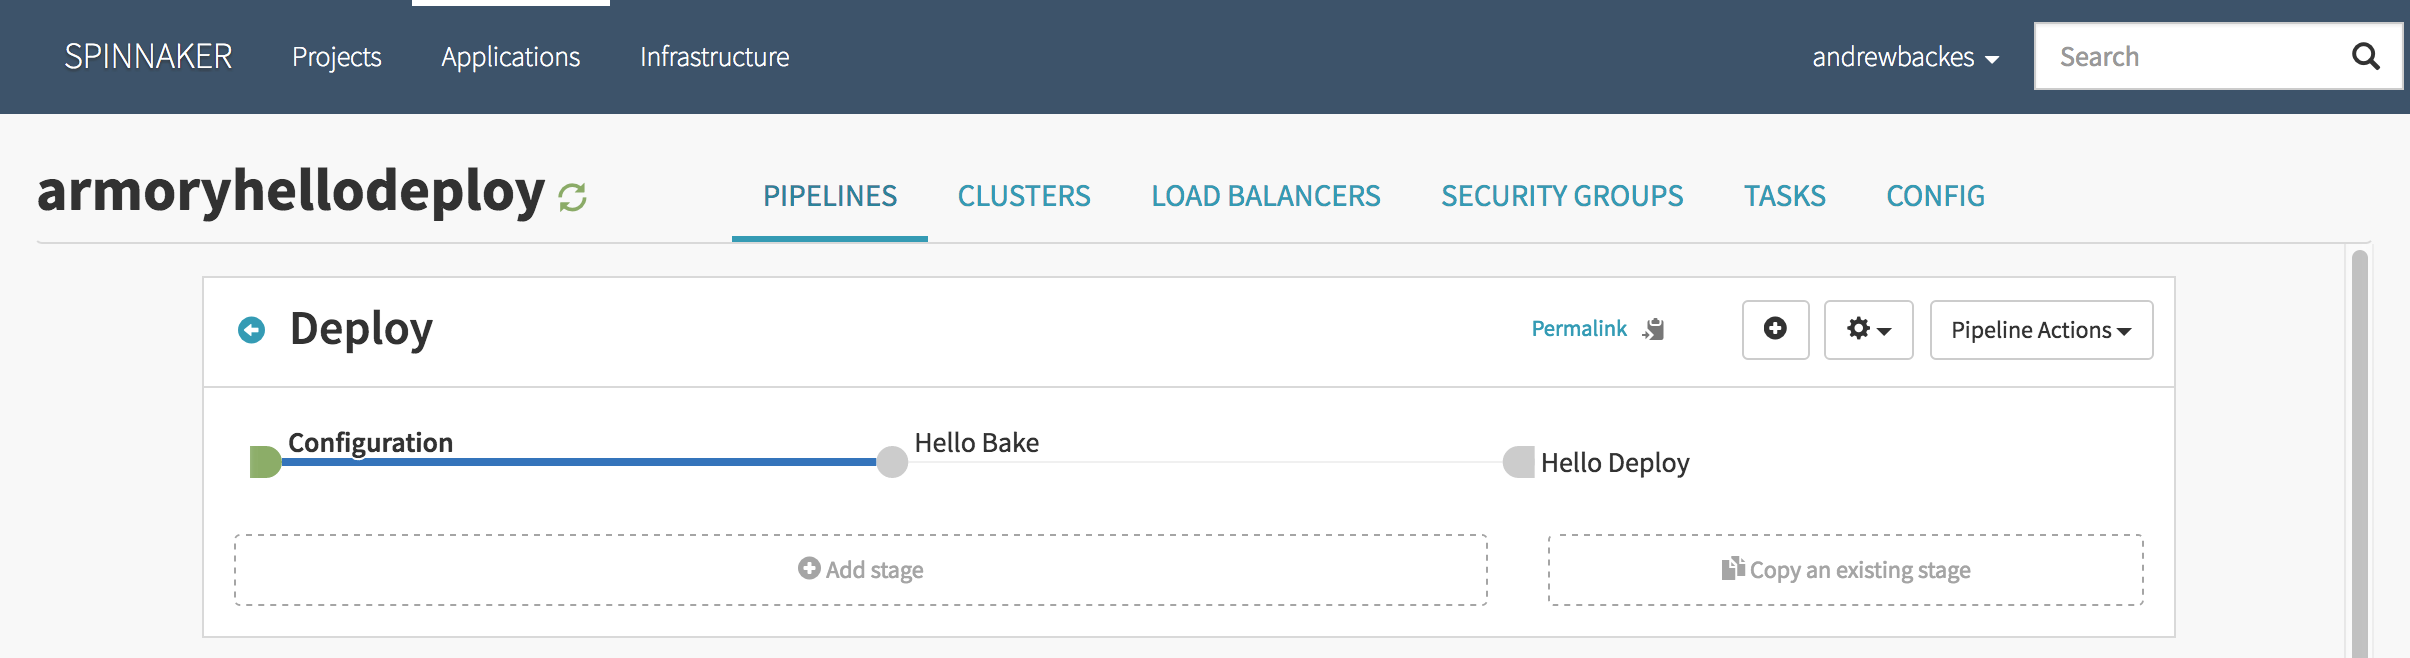 SPINNAKER Projects Applications Infrastructure andrewbackes Search
armoryhellodeploy PIPELINES CLUSTERS LOAD BALANCERS SECURITY GROUPS TASKS CONFIG
Deploy Permalink Pipeline Actions
Configuration Hello Bake Hello Deploy
Add stage Copy an existing stage